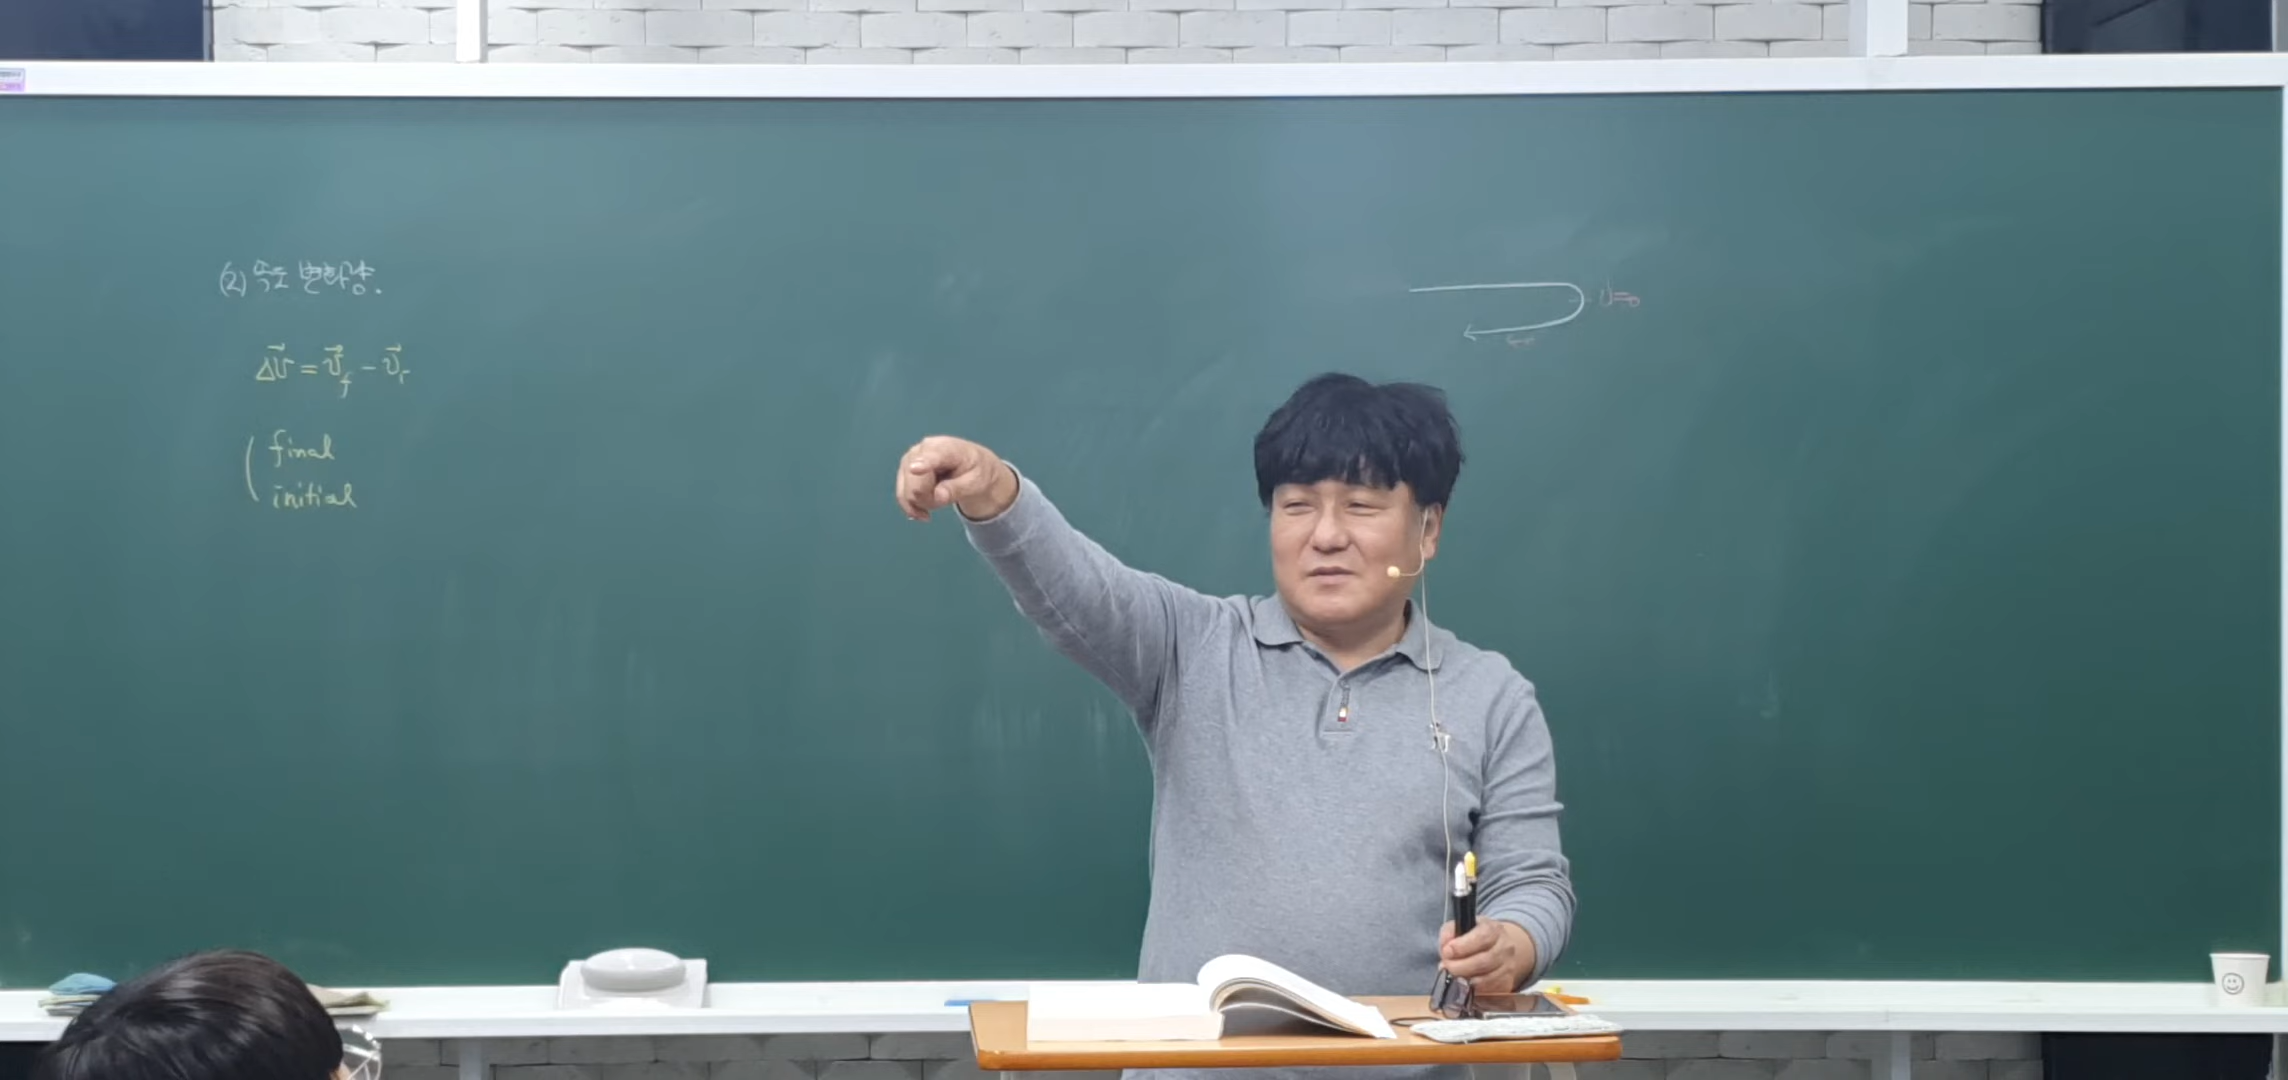 (2) 속도 변화량.
Δv⃗ = v⃗f − v⃗i
final
initial
v=0